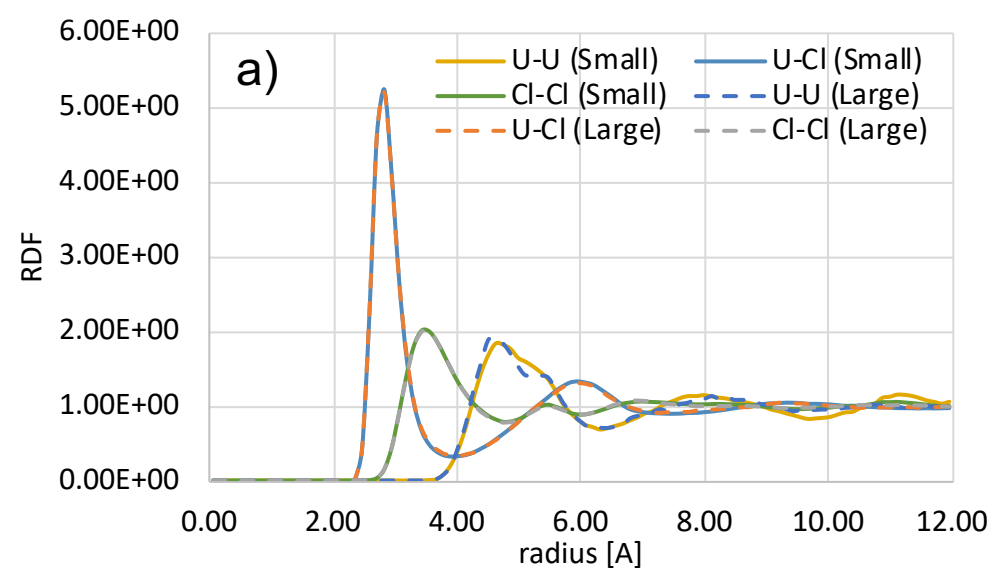 6.00E+00
a)
U-U (Small)
U-Cl (Small)
5.00E+00
Cl-Cl (Small)
U-U (Large)
U-Cl (Large)
Cl-Cl (Large)
4.00E+00
RDF
3.00E+00
2.00E+00
1.00E+00
0.00E+00
0.00 2.00 4.00 6.00 8.00 10.00 12.00
radius [A]